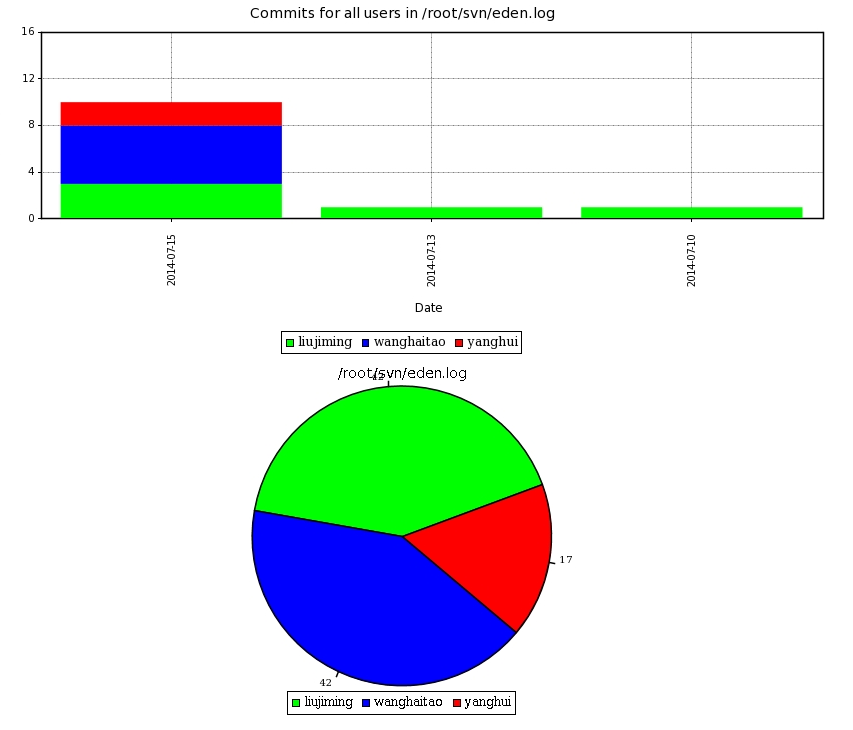 Commits for all users in /root/svn/eden.log
16
12
8
4
0
2014-07-15
2014-07-13
2014-07-10
Date
liujiming wanghaitao yanghui
/root/svn/eden.log
42
17
42
liujiming wanghaitao yanghui